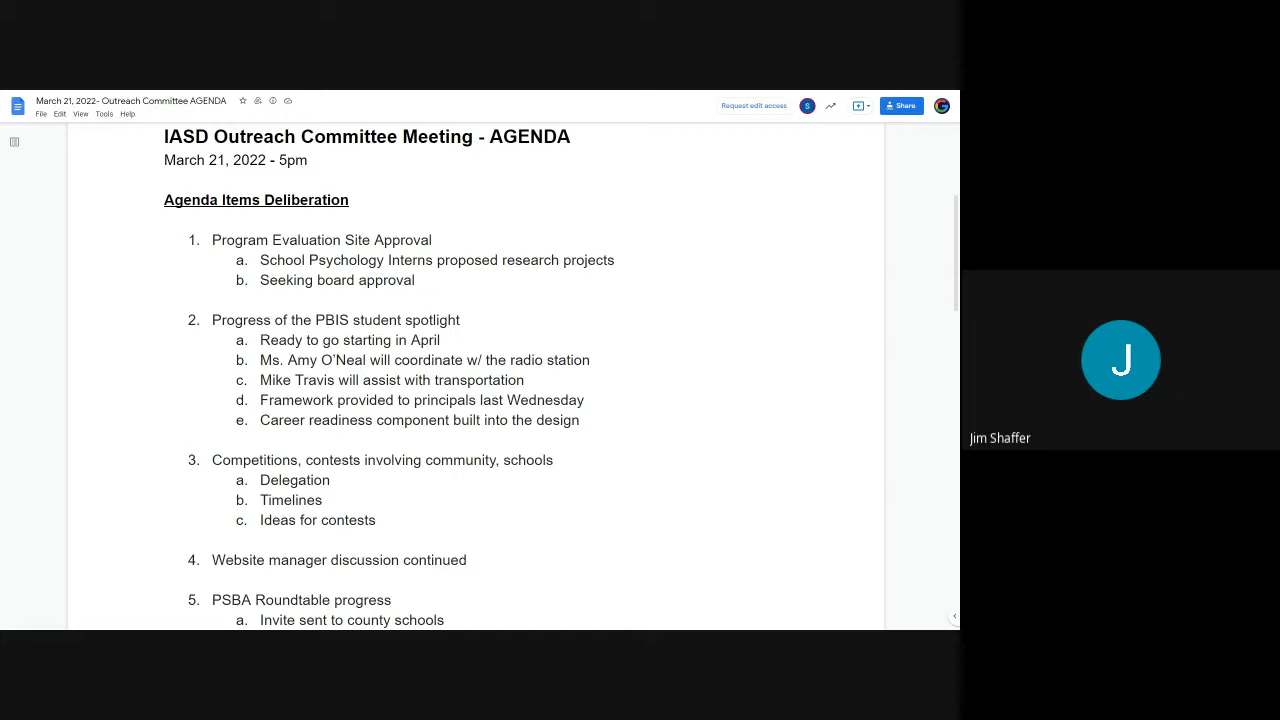 March 21, 2022- Outreach Committee AGENDA
File Edit View Tools Help
Request edit access
S
Share
IASD Outreach Committee Meeting - AGENDA
March 21, 2022 - 5pm
Agenda Items Deliberation
1. Program Evaluation Site Approval
a. School Psychology Interns proposed research projects
b. Seeking board approval
2. Progress of the PBIS student spotlight
a. Ready to go starting in April
b. Ms. Amy O'Neal will coordinate w/ the radio station
c. Mike Travis will assist with transportation
d. Framework provided to principals last Wednesday
e. Career readiness component built into the design
3. Competitions, contests involving community, schools
a. Delegation
b. Timelines
c. Ideas for contests
4. Website manager discussion continued
5. PSBA Roundtable progress
a. Invite sent to county schools
J
Jim Shaffer